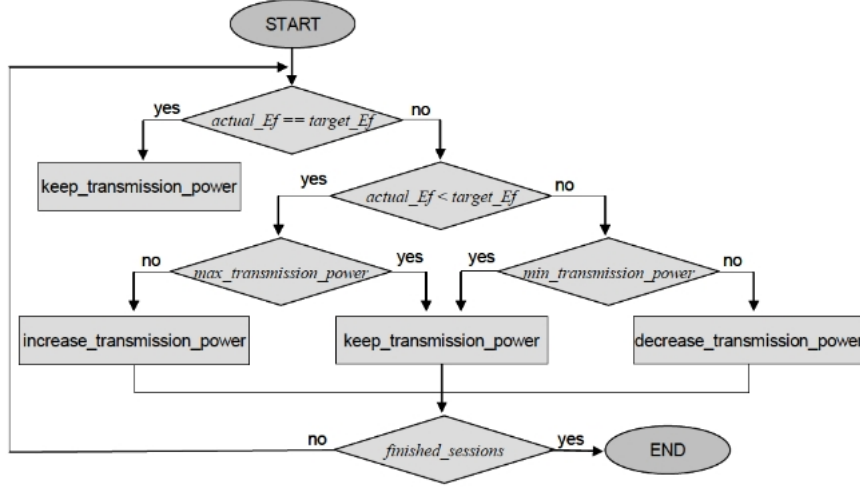 START
yes
actual_Ef == target_Ef
no
keep_transmission_power
yes
actual_Ef < target_Ef
no
no
max_transmission_power
yes
yes
min_transmission_power
no
increase_transmission_power
keep_transmission_power
decrease_transmission_power
no
finished_sessions
yes
END